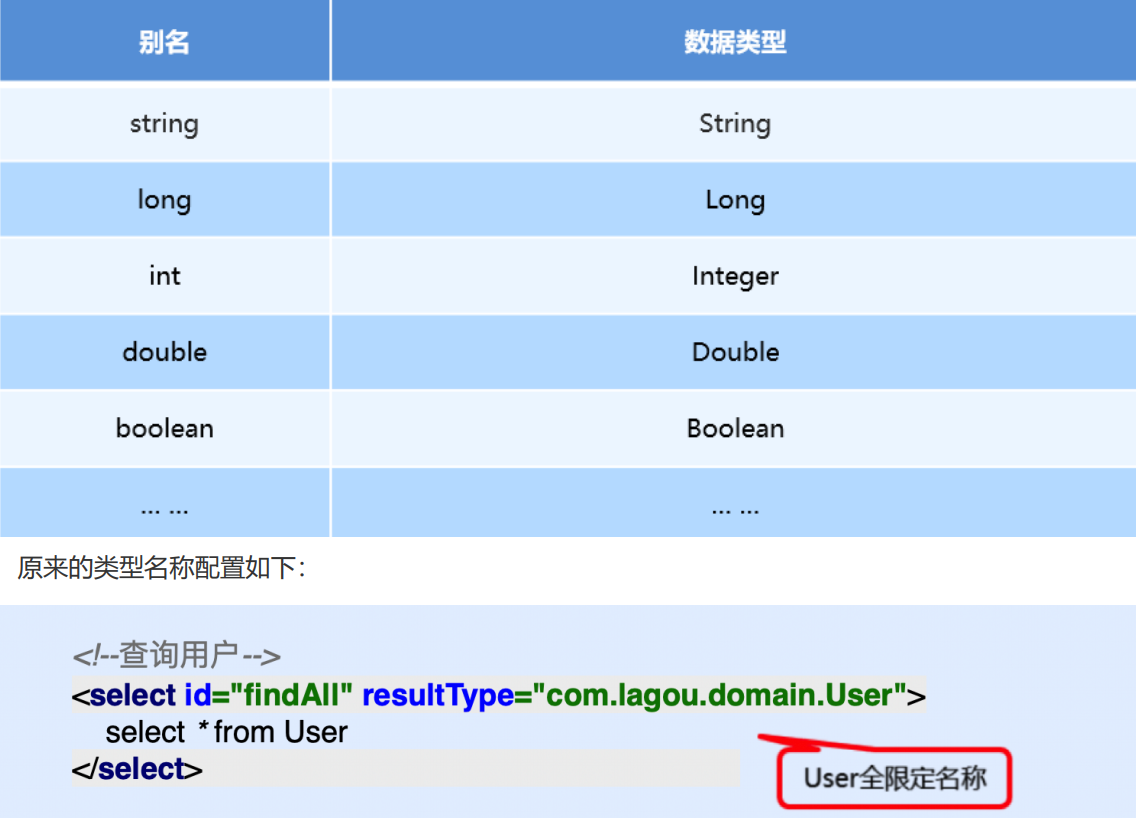 别名 数据类型
string String
long Long
int Integer
double Double
boolean Boolean
... ... ... ...
原来的类型名称配置如下：
<!--查询用户-->
<select id="findAll" resultType="com.lagou.domain.User">
select * from User
</select>
User全限定名称